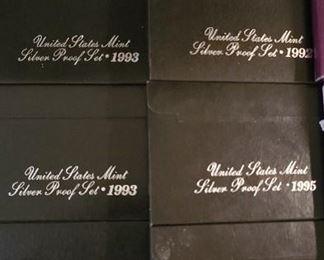 United States Mint
Silver Proof Set • 1993
United States Mint
Silver Proof Set • 1992
United States Mint
Silver Proof Set • 1993
United States Mint
Silver Proof Set • 1995